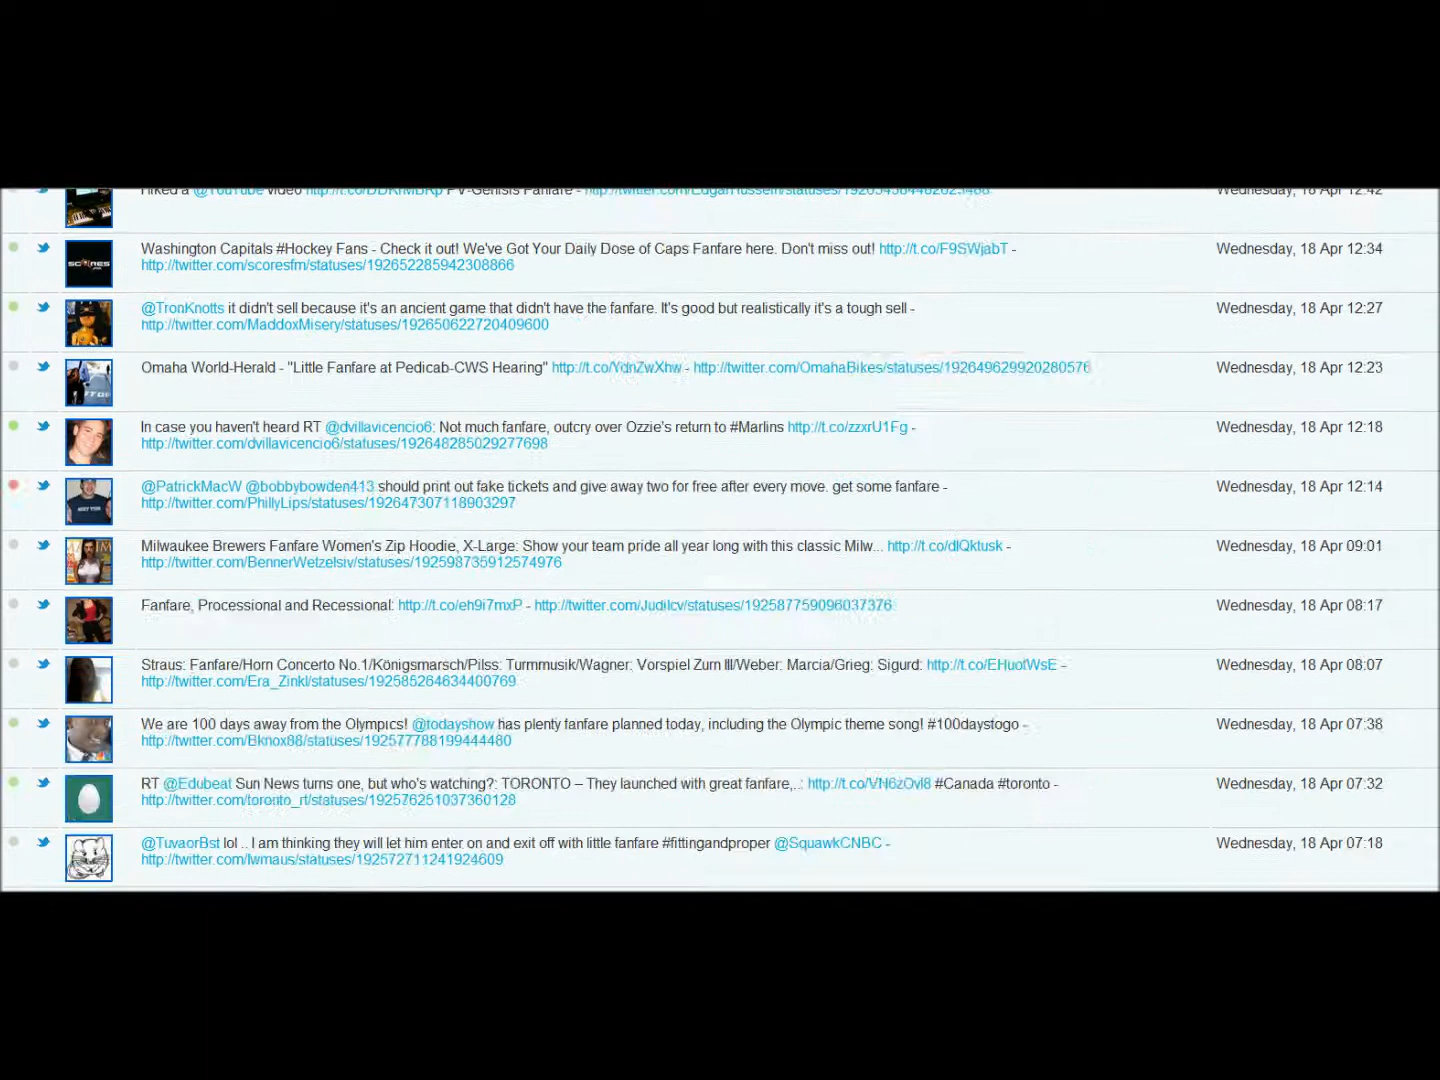 Hiked a @YouTube video PV-Genists Fanfare - Wednesday, 18 Apr 12:42
Washington Capitals #Hockey Fans - Check it out! We've Got Your Daily Dose of Caps Fanfare here. Don't miss out! http://t.co/F9SWjabT - Wednesday, 18 Apr 12:34
http://twitter.com/scoresfm/statuses/192652285942308866
@TronKnotts it didn't sell because it's an ancient game that didn't have the fanfare. It's good but realistically it's a tough sell - Wednesday, 18 Apr 12:27
http://twitter.com/MaddoxMisery/statuses/192650622720409600
Omaha World-Herald - "Little Fanfare at Pedicab-CWS Hearing" http://t.co/YdnZwXhw - http://twitter.com/OmahaBikes/statuses/192649629920280576 Wednesday, 18 Apr 12:23
In case you haven't heard RT @dvillavicencio6: Not much fanfare, outcry over Ozzie's return to #Marlins http://t.co/zzxrU1Fg - Wednesday, 18 Apr 12:18
http://twitter.com/dvillavicencio6/statuses/192648285029277698
@PatrickMacW @bobbybowden413 should print out fake tickets and give away two for free after every move. get some fanfare - Wednesday, 18 Apr 12:14
http://twitter.com/PhillyLips/statuses/192647307118903297
Milwaukee Brewers Fanfare Women's Zip Hoodie, X-Large: Show your team pride all year long with this classic Milw... http://t.co/dlQktusk - Wednesday, 18 Apr 09:01
http://twitter.com/BennerWetzelsiv/statuses/192598735912574976
Fanfare, Processional and Recessional: http://t.co/eh9i7mxP - http://twitter.com/Judilcv/statuses/192587759096037376 Wednesday, 18 Apr 08:17
Straus: Fanfare/Horn Concerto No.1/Königsmarsch/Pilss: Turmmusik/Wagner: Vorspiel Zum III/Weber: Marcia/Grieg: Sigurd: http://t.co/EHuotWsE - Wednesday, 18 Apr 08:07
http://twitter.com/Era_Zinkl/statuses/192585264634400769
We are 100 days away from the Olympics! @todayshow has plenty fanfare planned today, including the Olympic theme song! #100daystogo - Wednesday, 18 Apr 07:38
http://twitter.com/Bknox88/statuses/192577788199444480
RT @Edubeat Sun News turns one, but who's watching?: TORONTO – They launched with great fanfare,..: http://t.co/VN6zOvl8 #Canada #toronto - Wednesday, 18 Apr 07:32
http://twitter.com/toronto_rt/statuses/192576251037360128
@TuvaorBst lol .. I am thinking they will let him enter on and exit off with little fanfare #fittingandproper @SquawkCNBC - Wednesday, 18 Apr 07:18
http://twitter.com/lwmaus/statuses/192572711241924609